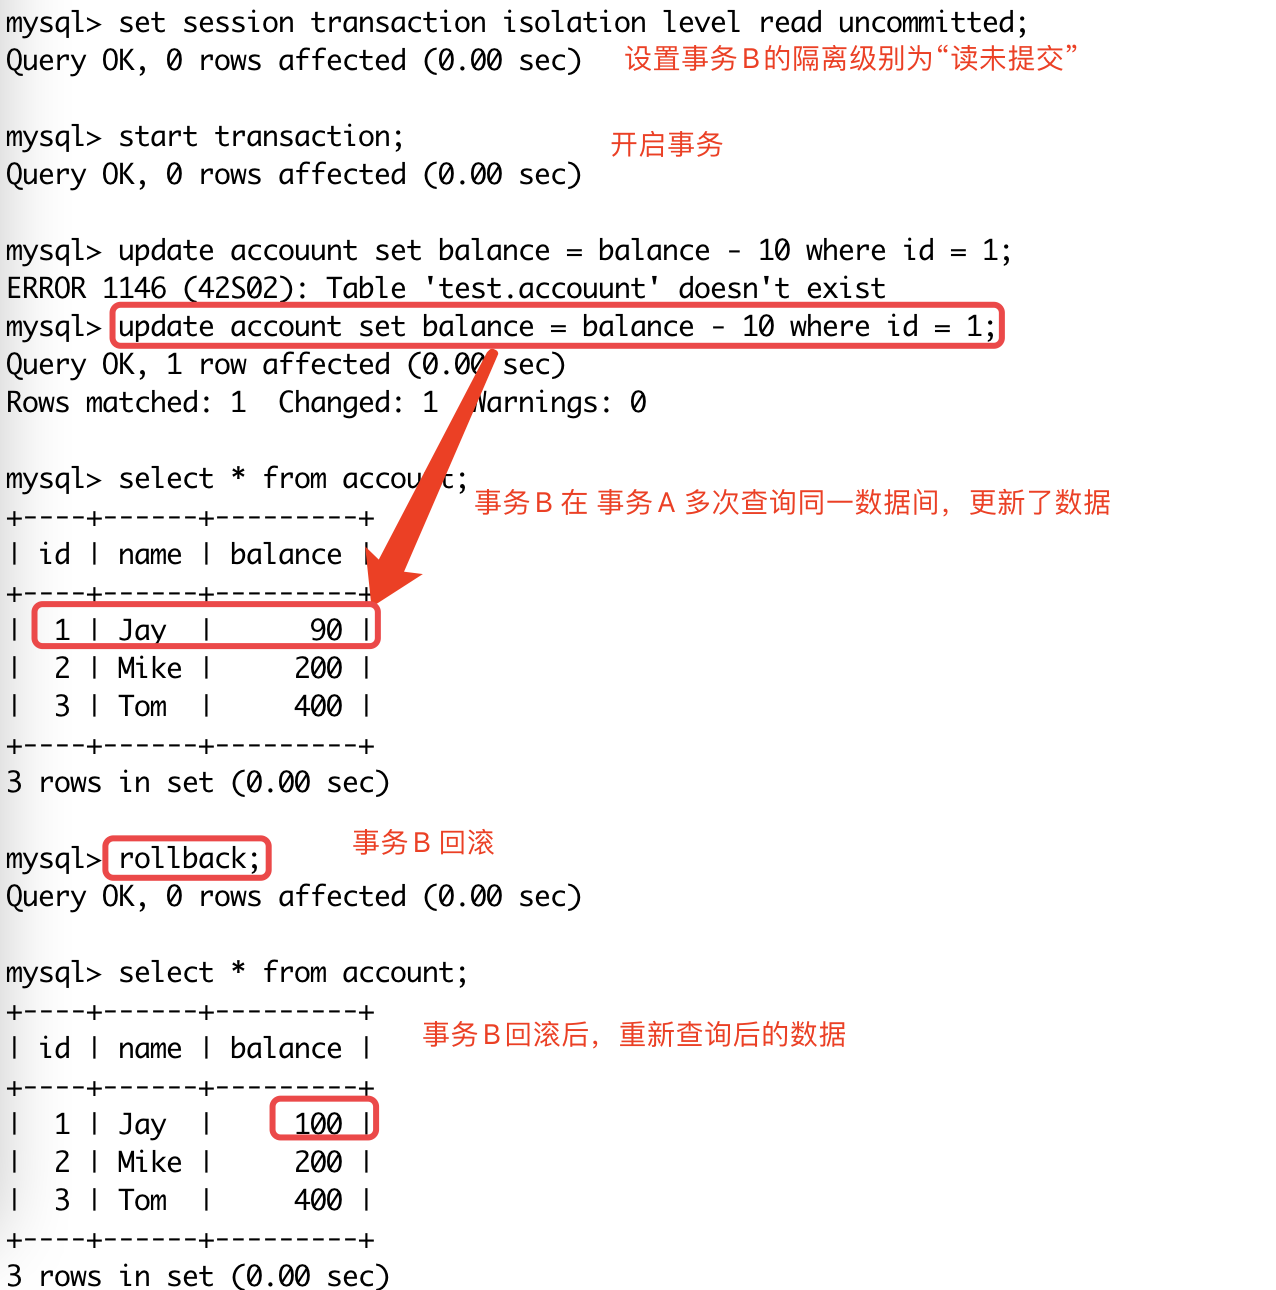 mysql> set session transaction isolation level read uncommitted;
Query OK, 0 rows affected (0.00 sec)
设置事务B的隔离级别为“读未提交”
mysql> start transaction;
开启事务
Query OK, 0 rows affected (0.00 sec)
mysql> update accouunt set balance = balance - 10 where id = 1;
ERROR 1146 (42S02): Table 'test.accouunt' doesn't exist
mysql> update account set balance = balance - 10 where id = 1;
Query OK, 1 row affected (0.00 sec)
Rows matched: 1  Changed: 1  Warnings: 0
mysql> select * from account;
事务B 在 事务A 多次查询同一数据间，更新了数据
+----+------+---------+
| id | name | balance |
+----+------+---------+
|  1 | Jay  |      90 |
|  2 | Mike |     200 |
|  3 | Tom  |     400 |
+----+------+---------+
3 rows in set (0.00 sec)
事务B 回滚
mysql> rollback;
Query OK, 0 rows affected (0.00 sec)
mysql> select * from account;
+----+------+---------+
事务B回滚后，重新查询后的数据
| id | name | balance |
+----+------+---------+
|  1 | Jay  |     100 |
|  2 | Mike |     200 |
|  3 | Tom  |     400 |
+----+------+---------+
3 rows in set (0.00 sec)